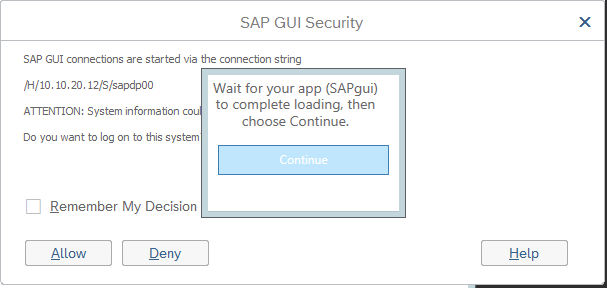 SAP GUI Security
SAP GUI connections are started via the connection string
/H/10.10.20.12/S/sapdp00
ATTENTION: System information
Do you want to log on to this system
Wait for your app (SAPgui)
to complete loading, then
choose Continue.
Continue
Remember My Decision
Allow
Deny
Help